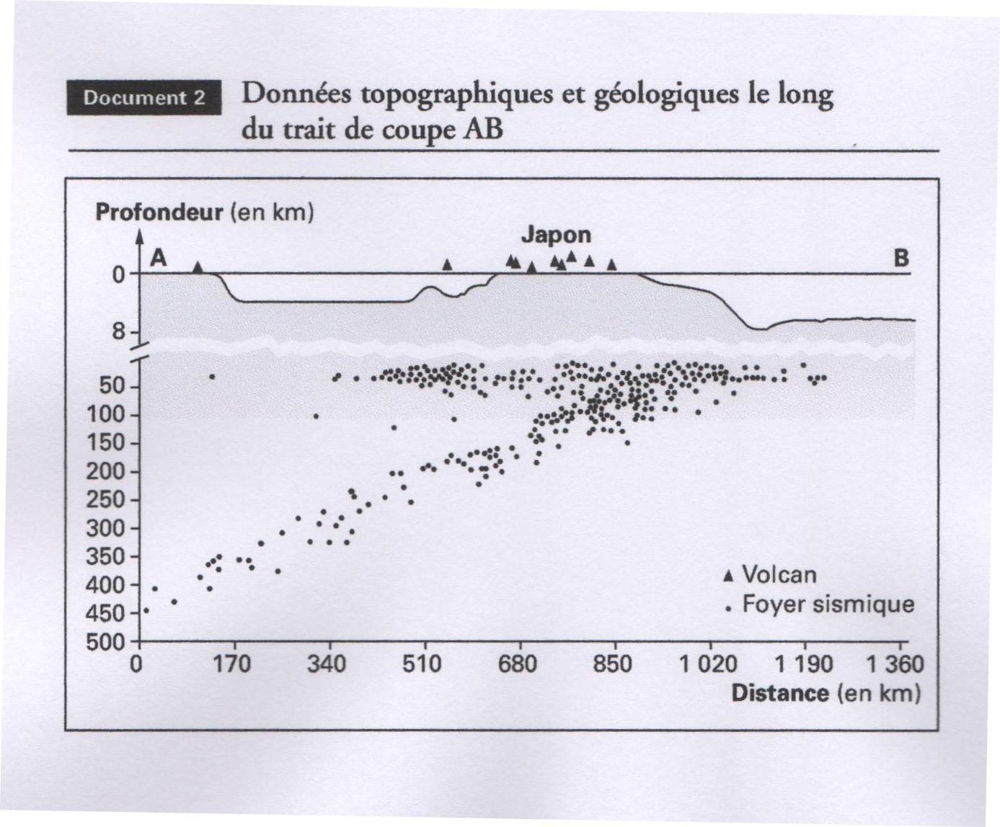 Document 2
Données topographiques et géologiques le long
du trait de coupe AB
Profondeur (en km)
Japon
A
B
0
8
50
100
150
200
250
300
350
400
450
500
Volcan
Foyer sismique
0 170 340 510 680 850 1 020 1 190 1 360
Distance (en km)